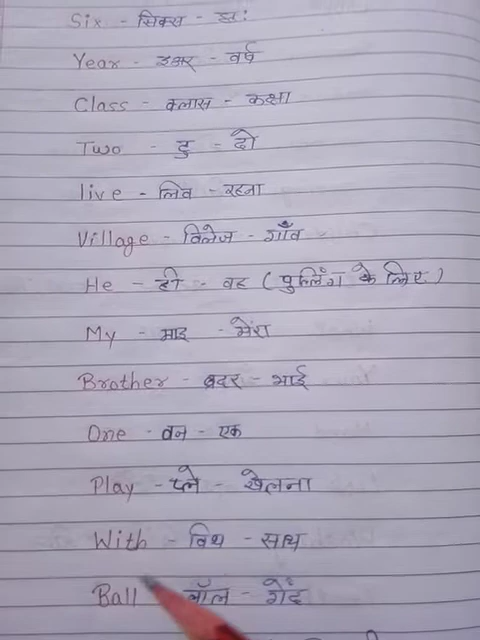 Six - सिक्स - छः
Year - इअर - वर्ष
Class - क्लास - कक्षा
Two - टु - दो
live - लिव - रहना
Village - विलेज - गाँव
He - ही - वह (पुल्लिंग के लिए)
My - माइ - मेरा
Brother - ब्रदर - भाई
One - वन - एक
Play - प्ले - खेलना
With - विथ - साथ
Ball - बॉल - गेंद